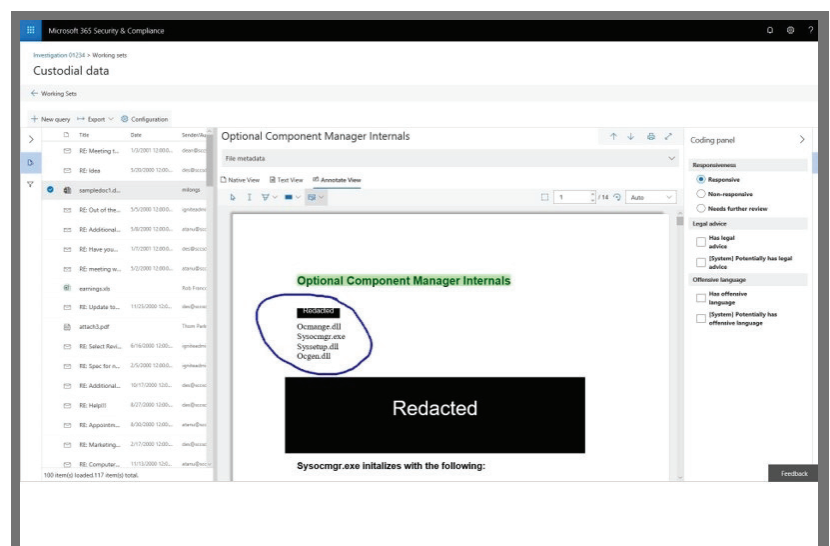 Microsoft 365 Security & Compliance
Investigation 01234 > Working sets
Custodial data
Working Sets
New query Export Configuration
Title Date
RE: Meeting t...
RE: Idea
sampledoc1.d...
RE: Out of the...
RE: Additional...
RE: Have you...
RE: meeting w...
earnings.xls
RE: Update to...
attach3.pdf
RE: Select Revi...
RE: Spec for n...
RE: Additional...
RE: Help!!!
RE: Appointm...
RE: Marketing...
RE: Computer...
100 item(s) loaded.117 item(s) total.
Optional Component Manager Internals
File metadata
Native View Text View Annotate View
1 / 14 Auto
Optional Component Manager Internals
Redacted
Ocmange.dll
Sysocmgr.exe
Syssetup.dll
Ocgen.dll
Redacted
Sysocmgr.exe initalizes with the following:
Coding panel
Responsiveness
Responsive
Non-responsive
Needs further review
Legal advice
Has legal
advice
[System] Potentially has legal
advice
Offensive language
Has offensive
language
[System] Potentially has
offensive language
Feedback